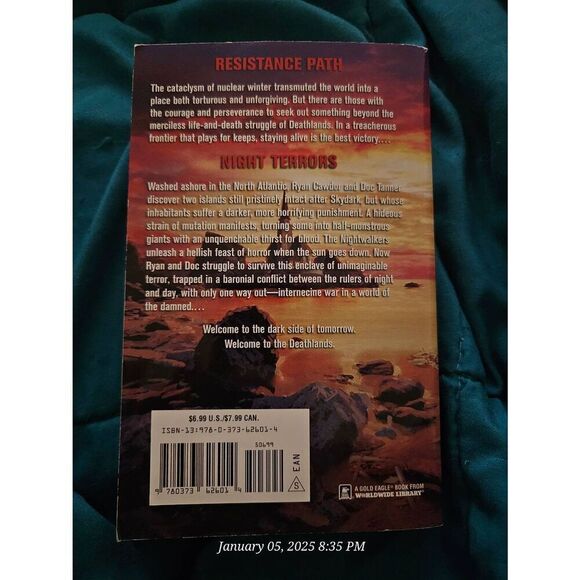 RESISTANCE PATH
The cataclysm of nuclear winter transmuted the world into a
place both torturous and unforgiving. But there are those with
the courage and perseverance to seek out something beyond the
merciless life-and-death struggle of Deathlands. In a treacherous
frontier that plays for keeps, staying alive is the best victory....
NIGHT TERRORS
Washed ashore in the North Atlantic, Ryan Cawdor and Doc Tanner
discover two islands still pristinely intact after Skydark, but whose
inhabitants suffer a darker, more horrifying punishment. A hideous
strain of mutation manifests, turning some into half-monstrous
giants with an unquenchable thirst for blood. The Nightwalkers
unleash a hellish feast of horror when the sun goes down. Now
Ryan and Doc struggle to survive this enclave of unimaginable
terror, trapped in a baronial conflict between the rulers of night
and day, with only one way out—internecine war in a world of
the damned....
Welcome to the dark side of tomorrow.
Welcome to the Deathlands.
$6.99 U.S./$7.99 CAN.
ISBN-13:978-0-373-62601-4
50699
EAN
S
9 780373 626014
A GOLD EAGLE® BOOK FROM
WORLDWIDE LIBRARY®
January 05, 2025 8:35 PM